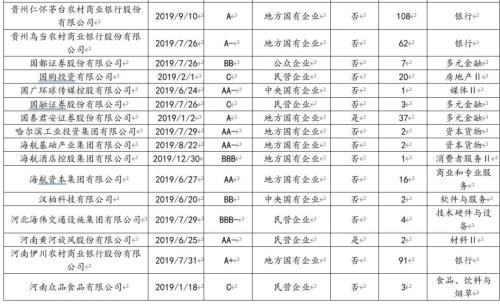 贵州仁怀茅台农村商业银行股份有限公司 2019/9/10 A 地方国有企业 否 108 银行
贵州乌当农村商业银行股份有限公司 2019/7/26 A- 地方国有企业 否 62 银行
国都证券股份有限公司 2019/7/26 BB 公众企业 否 7 多元金融
国购投资有限公司 2019/2/1 C 民营企业 否 20 房地产Ⅱ
国广环球传媒控股有限公司 2019/6/24 AA- 中央国有企业 否 1 媒体Ⅱ
国融证券股份有限公司 2019/7/26 C 民营企业 否 3 多元金融
国泰君安证券股份有限公司 2019/1/2 A 地方国有企业 是 37 多元金融
哈尔滨工业投资集团有限公司 2019/7/29 AA- 地方国有企业 否 2 资本货物
海航基础产业集团有限公司 2019/8/22 AA- 地方国有企业 否 2 资本货物
海航酒店控股集团有限公司 2019/12/30 BBB 地方国有企业 否 1 消费者服务Ⅱ
海航资本集团有限公司 2019/6/27 AA 地方国有企业 否 16 商业和专业服务
汉柏科技有限公司 2019/6/20 BB 中央国有企业 否 2 软件与服务
河北海伟交通设施集团有限公司 2019/7/29 BBB- 民营企业 否 4 技术硬件与设备
河南黄河旋风股份有限公司 2019/6/25 AA- 民营企业 是 2 材料Ⅱ
河南伊川农村商业银行股份有限公司 2019/7/31 A+ 地方国有企业 否 91 银行
河南众品食品有限公司 2019/1/18 C 民营企业 否 3 食品、饮料与烟草